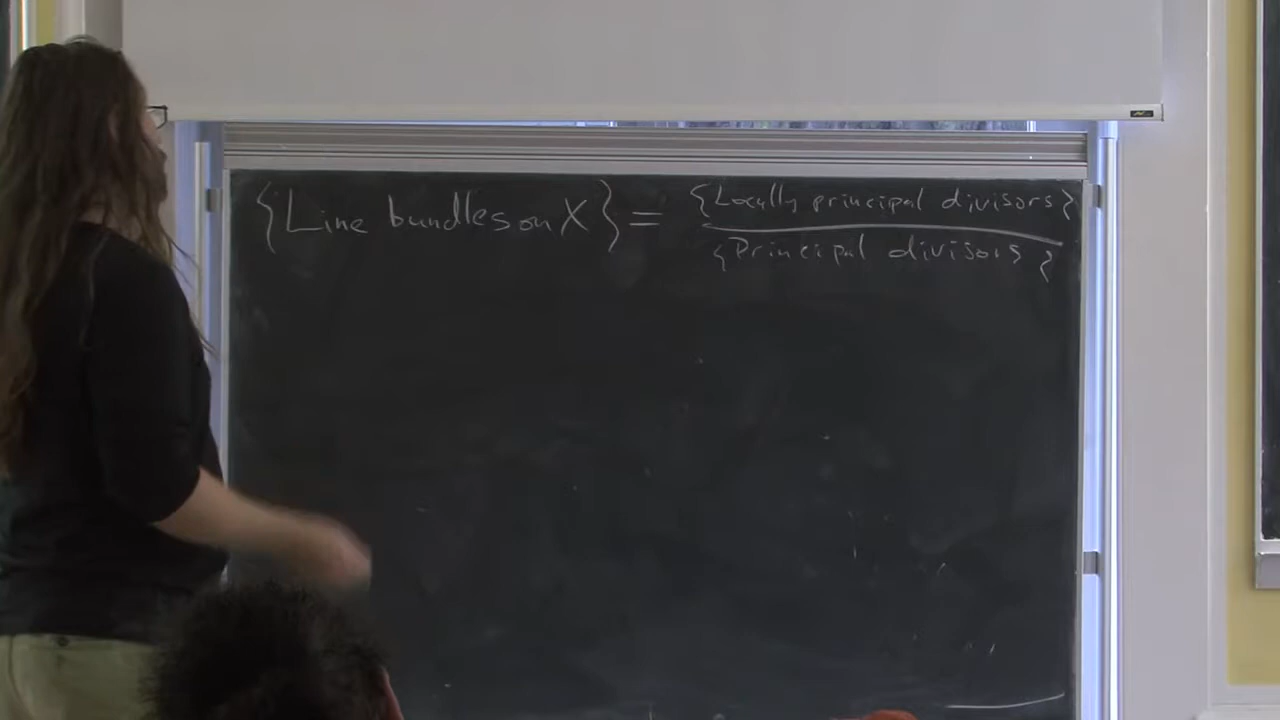 {Line bundles on X} = {Locally principal divisors}
{Principal divisors}